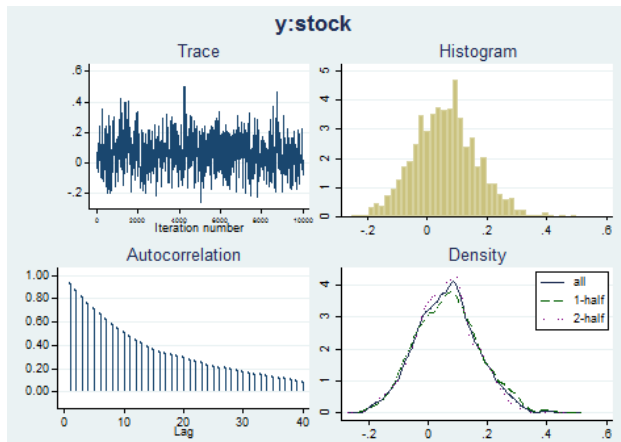 y:stock
Trace
.6
.4
.2
0
-.2
0 2000 4000 6000 8000 10000
Iteration number
Histogram
5
4
3
2
1
0
-.2 0 .2 .4 .6
Autocorrelation
1.00
0.80
0.60
0.40
0.20
0.00
0 10 20 30 40
Lag
Density
all
1-half
2-half
4
3
2
1
0
-.2 0 .2 .4 .6